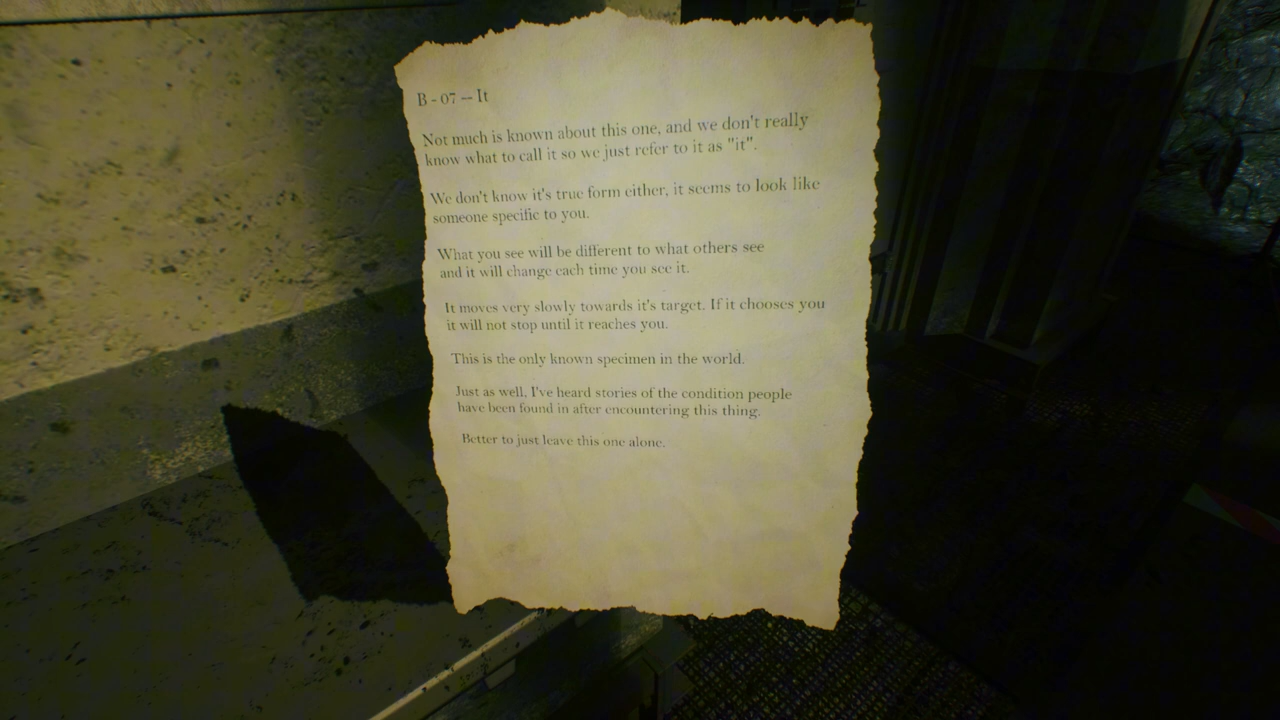 B - 07 – It
Not much is known about this one, and we don't really
know what to call it so we just refer to it as "it".
We don't know it's true form either, it seems to look like
someone specific to you.
What you see will be different to what others see
and it will change each time you see it.
It moves very slowly towards it's target. If it chooses you
it will not stop until it reaches you.
This is the only known specimen in the world.
Just as well, I've heard stories of the condition people
have been found in after encountering this thing.
Better to just leave this one alone.